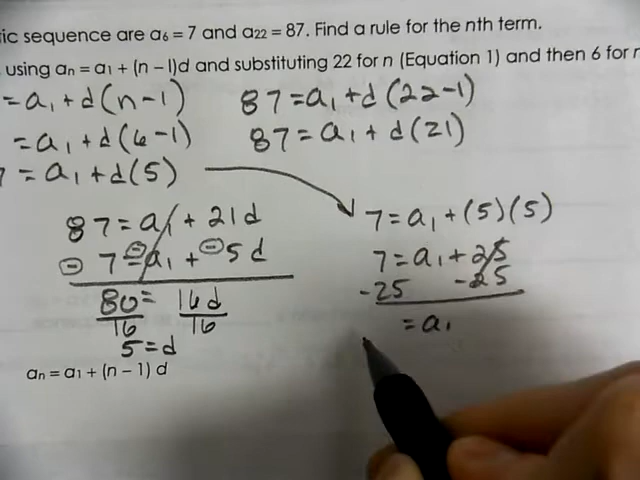 ic sequence are a₆ = 7 and a₂₂ = 87. Find a rule for the nth term.
using aₙ = a₁ + (n – 1)d and substituting 22 for n (Equation 1) and then 6 for n
= a₁ + d(n-1)
87 = a₁ + d(22-1)
= a₁ + d(6-1)
87 = a₁ + d(21)
7 = a₁ + d(5)
87 = a₁ + 21d
7 = a₁ + (5)(5)
- 7 = - a₁ + - 5d
7 = a₁ + 25
-25 -25
80 = 16d
16 16
= a₁
5 = d
aₙ = a₁ + (n – 1) d